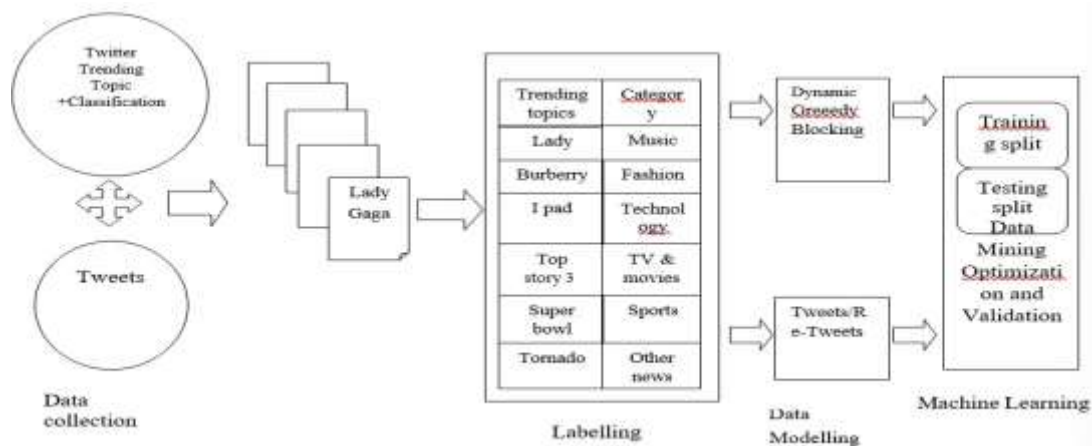 Twitter
Trending
Topic
+Classification
Tweets
Data
collection
Lady
Gaga
Trending
topics
Categor
y
Lady
Music
Burberry
Fashion
I pad
Technol
ogy.
Top
story 3
TV &
movies
Super
bowl
Sports
Tornado
Other
news
Labelling
Dynamic
Greeedy
Blocking
Tweets/R
e-Tweets
Data
Modelling
Trainin
g split
Testing
split
Data
Mining
Optimizati
on and
Validation
Machine Learning